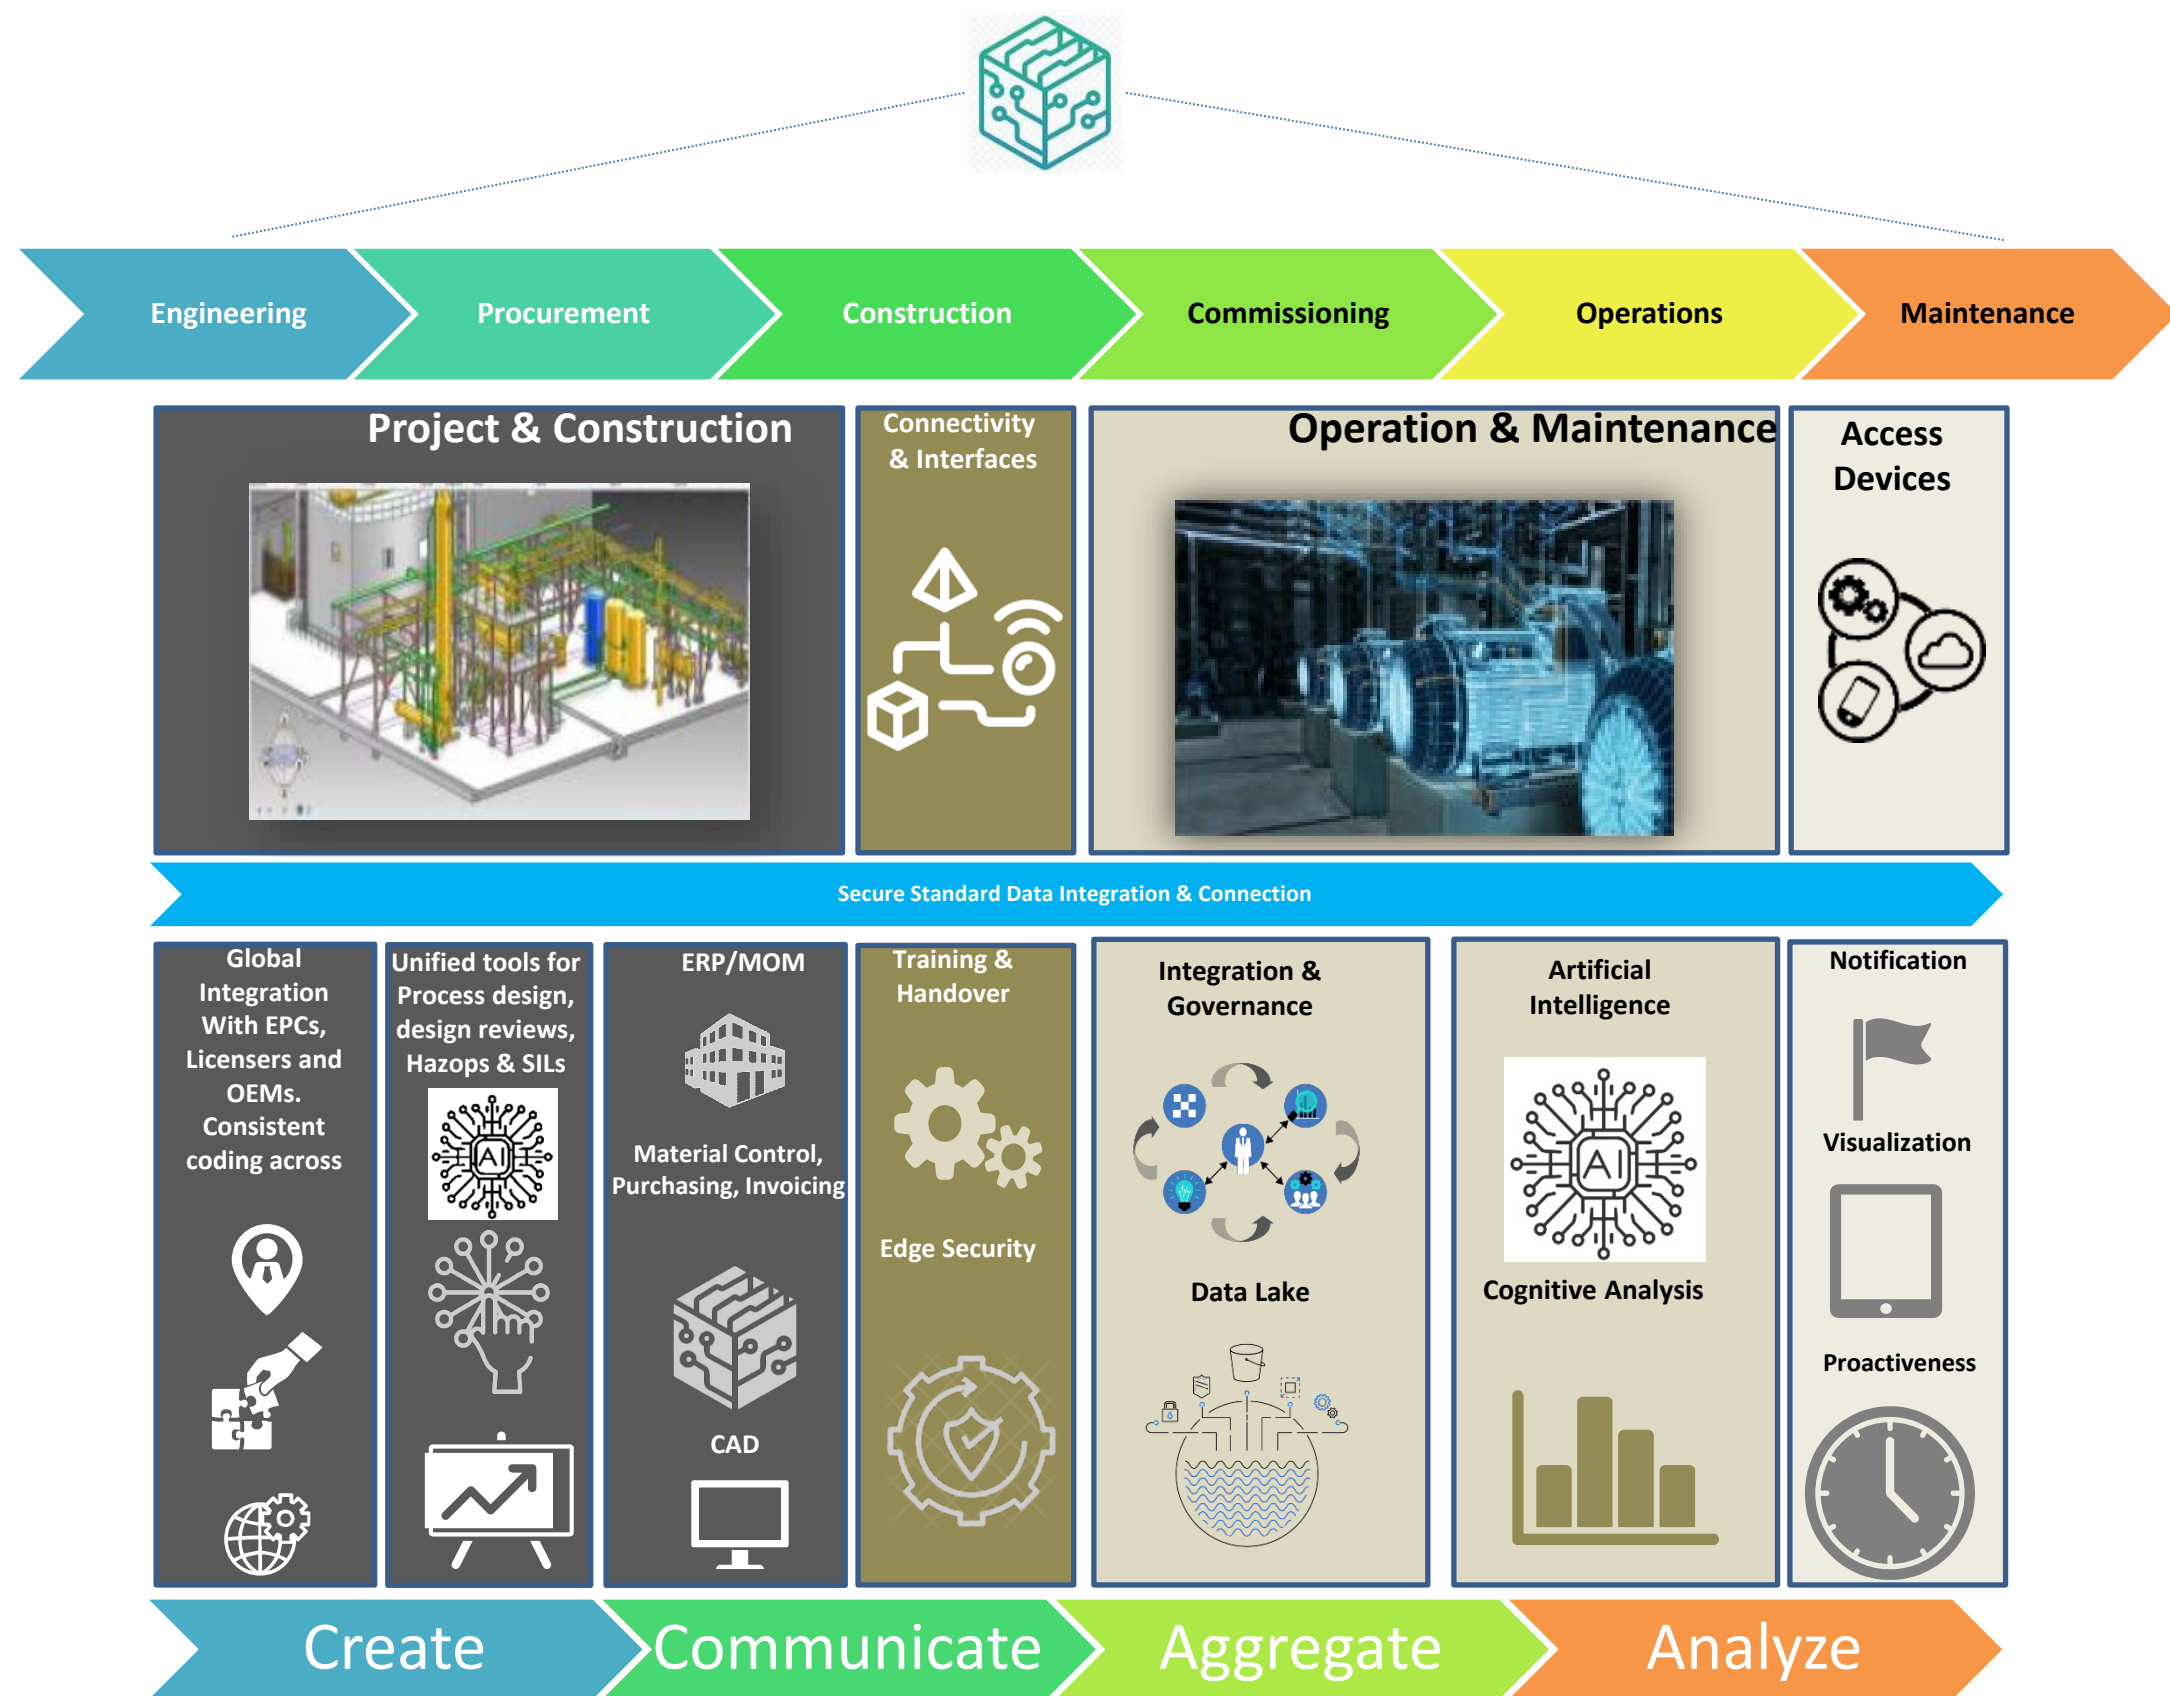 Engineering
Procurement
Construction
Commissioning
Operations
Maintenance
Project & Construction
Connectivity
& Interfaces
Operation & Maintenance
Access
Devices
Secure Standard Data Integration & Connection
Global
Integration
With EPCs,
Licensers and
OEMs.
Consistent
coding across
Unified tools for
Process design,
design reviews,
Hazops & SILs
AI
ERP/MOM
Material Control,
Purchasing, Invoicing
CAD
Training &
Handover
Edge Security
Integration &
Governance
Data Lake
Artificial
Intelligence
AI
Cognitive Analysis
Notification
Visualization
Proactiveness
Create
Communicate
Aggregate
Analyze